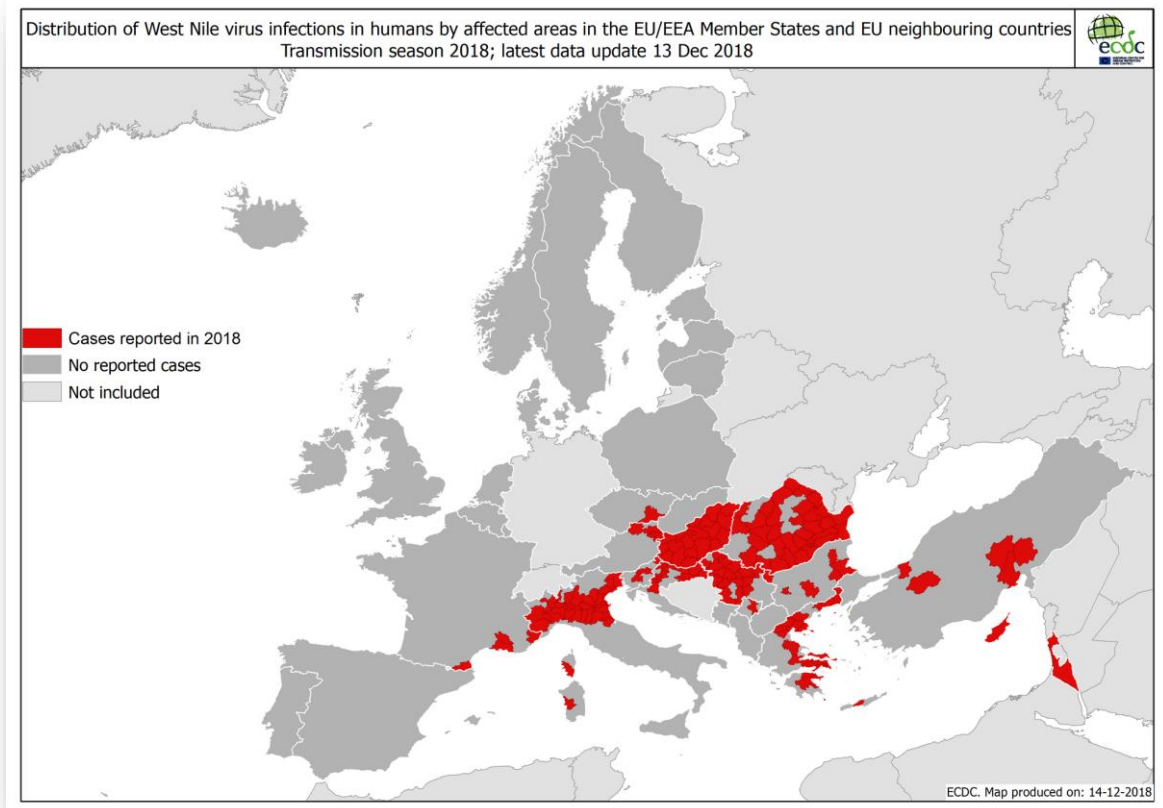 Distribution of West Nile virus infections in humans by affected areas in the EU/EEA Member States and EU neighbouring countries
Transmission season 2018; latest data update 13 Dec 2018
ecdc
Cases reported in 2018
No reported cases
Not included
ECDC. Map produced on: 14-12-2018